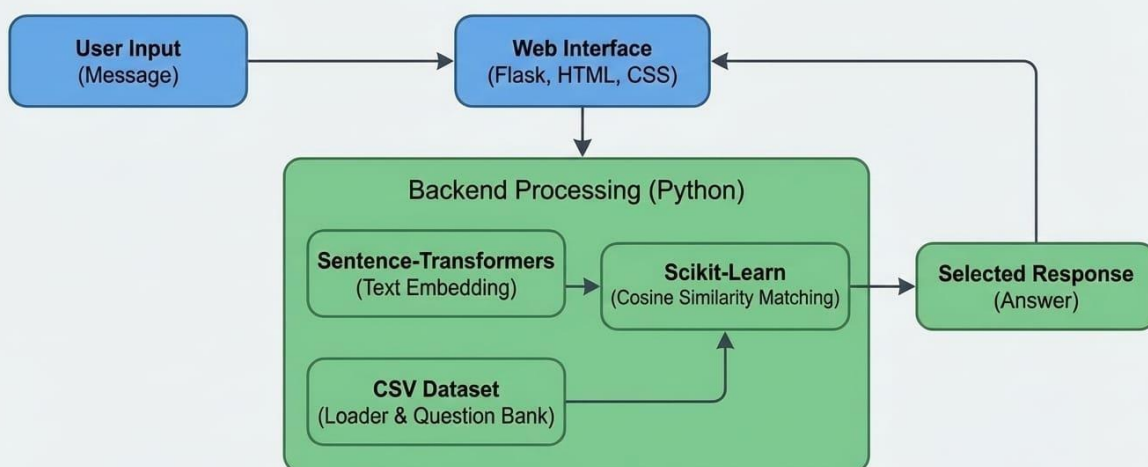 User Input
(Message)
Web Interface
(Flask, HTML, CSS)
Backend Processing (Python)
Sentence-Transformers
(Text Embedding)
Scikit-Learn
(Cosine Similarity Matching)
Selected Response
(Answer)
CSV Dataset
(Loader & Question Bank)